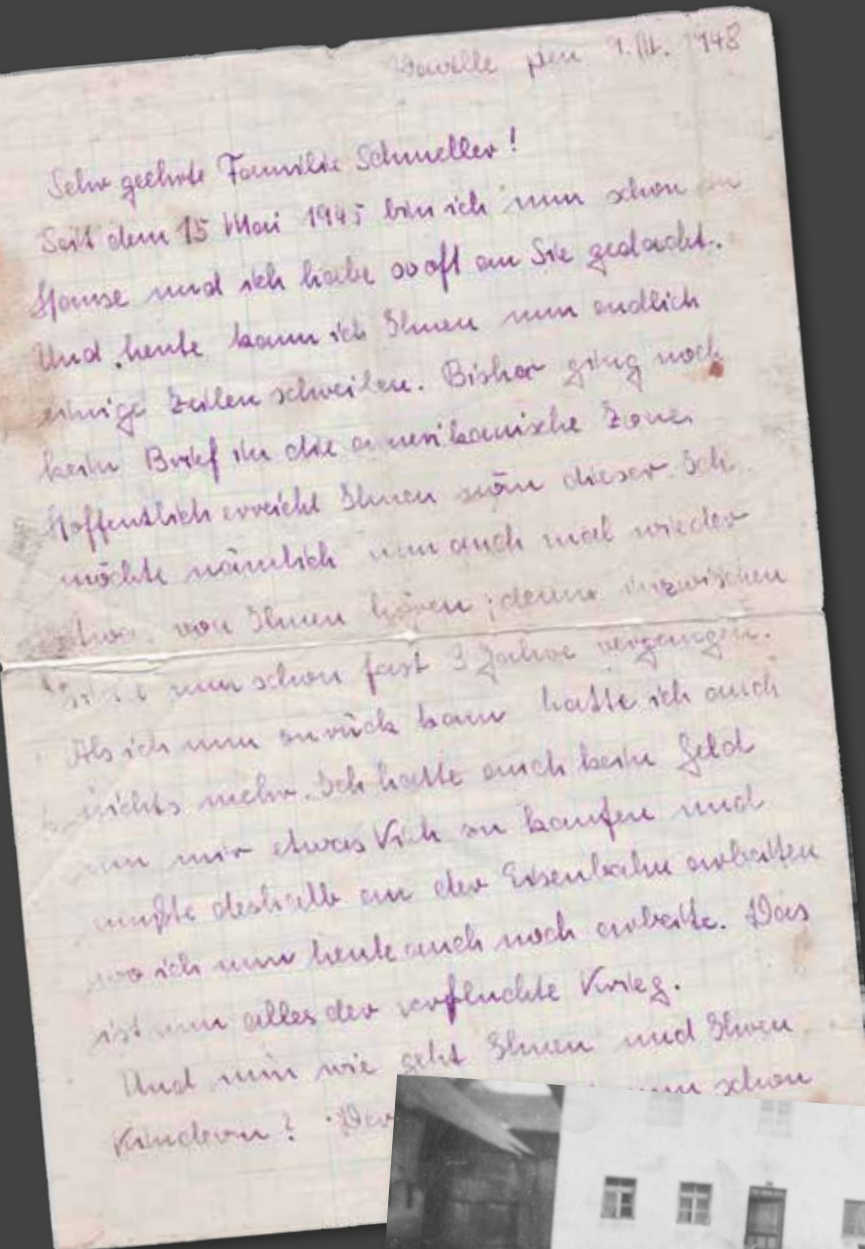 den 9. III. 1948
Sehr geehrte Familie Schmeller!
Seit dem 15 Mai 1945 bin ich nun schon zu
Hause und ich habe so oft an Sie gedacht.
Und heute kann ich Ihnen nun endlich
einige Zeilen schreiben. Bisher ging noch
kein Brief in die amerikanische Zone.
Hoffentlich erreicht Ihnen nun dieser. Ich
möchte nämlich nun auch mal wieder
von Ihnen hören; denn inzwischen
nun schon fast 3 Jahre vergangen.
Als ich nun zurück kam hatte ich auch
nichts mehr. Ich hatte auch kein Geld
um mir etwas Vieh zu kaufen und
mußte deshalb an der Eisenbahn arbeiten
wo ich nun heute auch noch arbeite. Das
ist nun alles der verfluchte Krieg.
Und nun wie geht Ihnen und Ihren
Kindern? nun schon